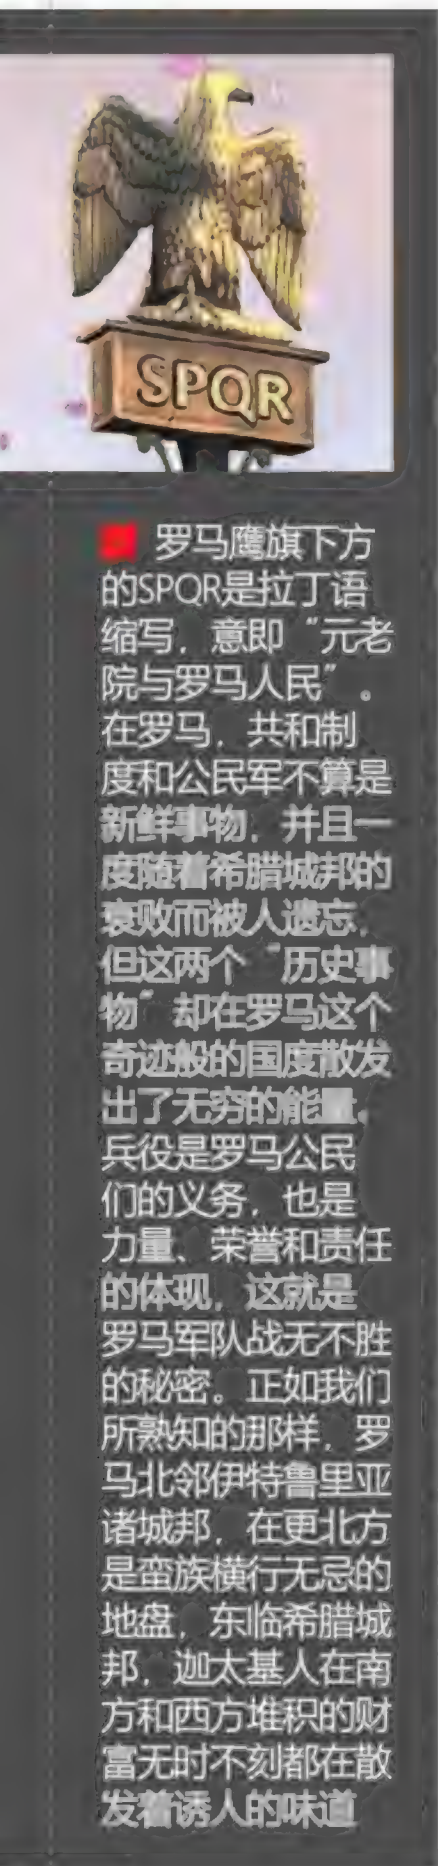 SPQR
罗马鹰旗下方
的SPQR是拉丁语
缩写，意即“元老
院与罗马人民”。
在罗马，共和制
度和公民军不算是
新鲜事物，并且一
度随着希腊城邦的
衰败而被人遗忘，
但这两个“历史事
物”却在罗马这个
奇迹般的国度散发
出了无穷的能量。
兵役是罗马公民
们的义务，也是
力量、荣誉和责任
的体现，这就是
罗马军队战无不胜
的秘密。正如我们
所熟知的那样，罗
马北邻伊特鲁里亚
诸城邦，在更北方
是蛮族横行无忌的
地盘，东临希腊城
邦，迦太基人在南
方和西方堆积的财
富无时不刻都在散
发着诱人的味道